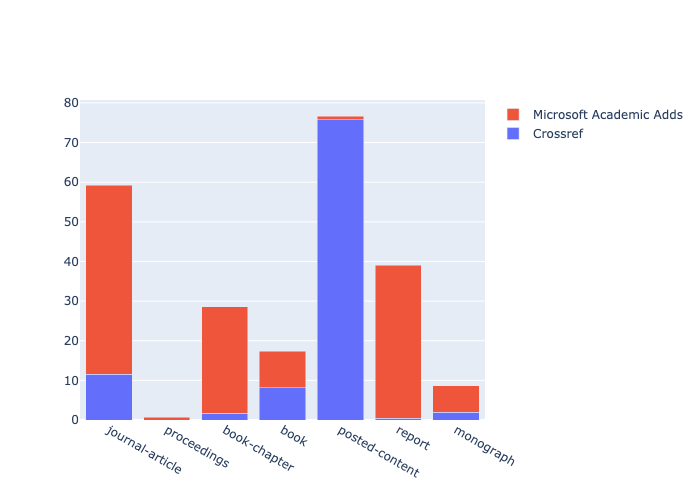 80
70
60
50
40
30
20
10
0
journal-article
proceedings
book-chapter
book
posted-content
report
monograph
Microsoft Academic Adds
Crossref